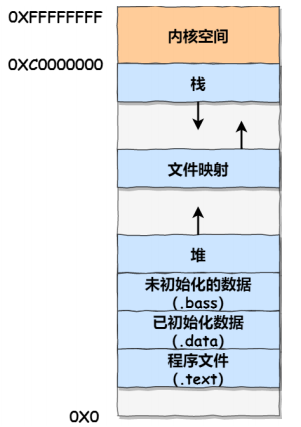 0XFFFFFFFF
内核空间
0XC0000000
栈
文件映射
堆
未初始化的数据
(.bass)
已初始化数据
(.data)
程序文件
(.text)
0X0